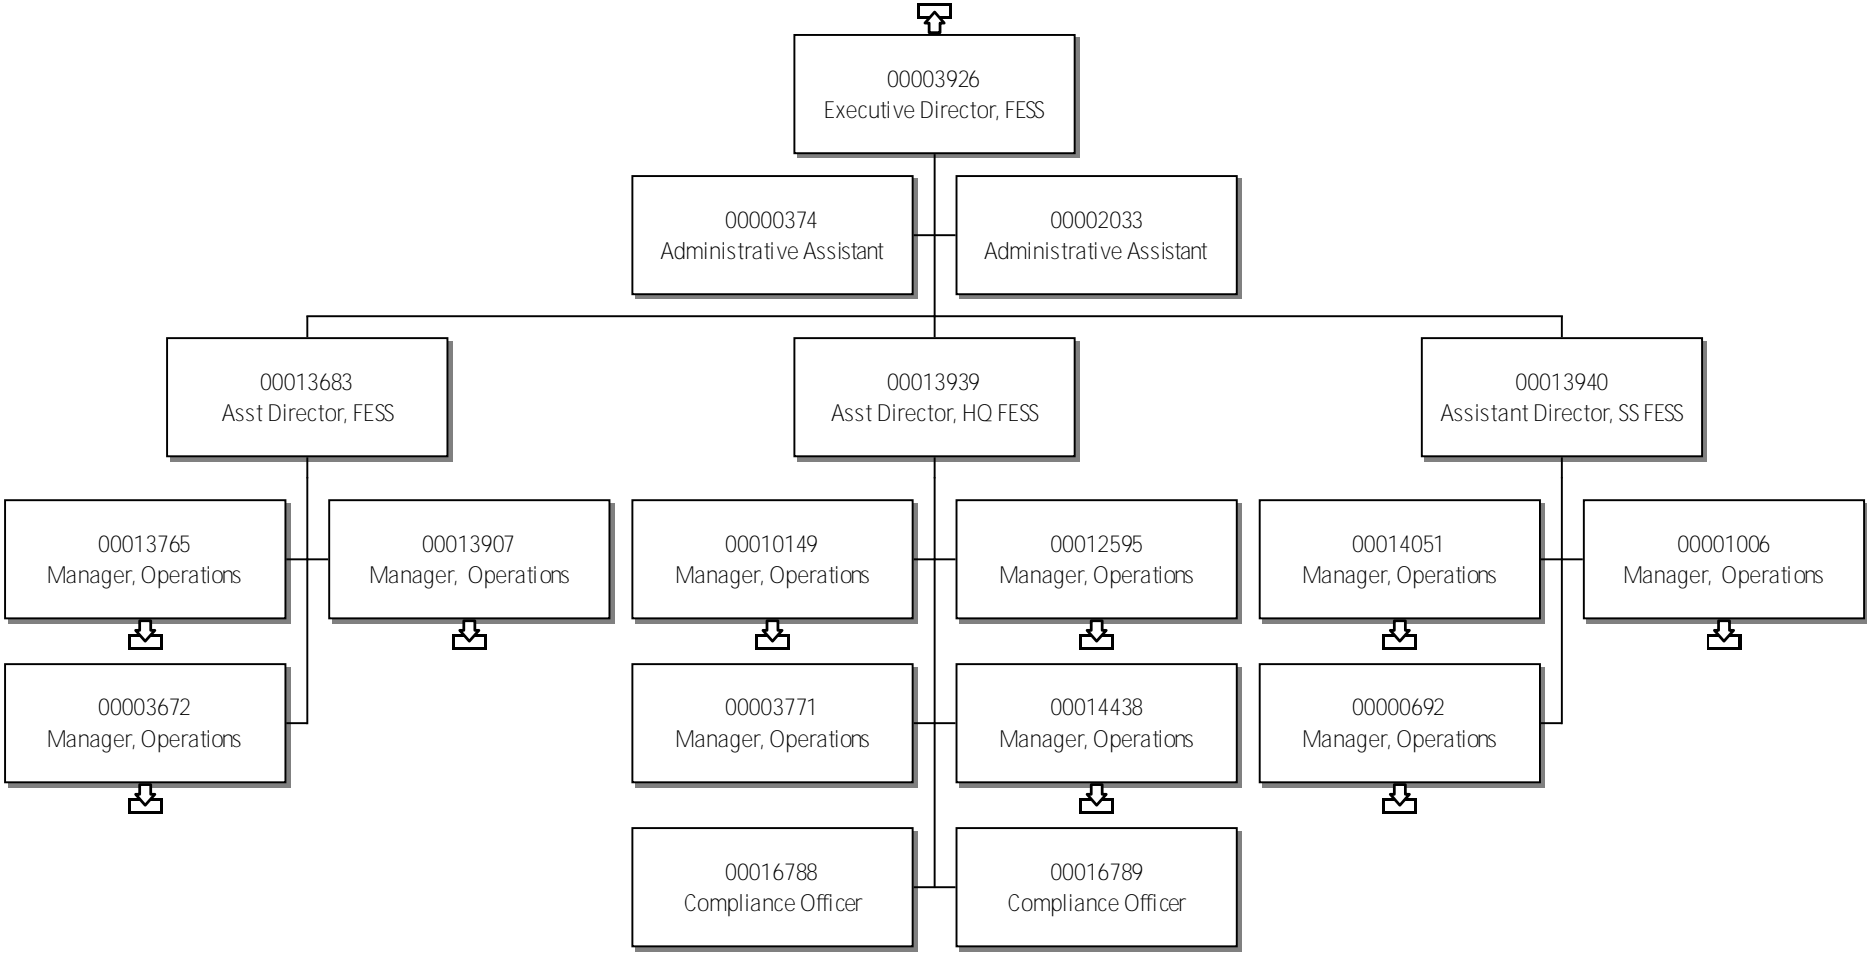 00003926
Executive Director, FESS
00000374
Administrative Assistant
00002033
Administrative Assistant
00013683
Asst Director, FESS
00013939
Asst Director, HQ FESS
00013940
Assistant Director, SS FESS
00013765
Manager, Operations
00013907
Manager, Operations
00010149
Manager, Operations
00012595
Manager, Operations
00014051
Manager, Operations
00001006
Manager, Operations
00003672
Manager, Operations
00003771
Manager, Operations
00014438
Manager, Operations
00000692
Manager, Operations
00016788
Compliance Officer
00016789
Compliance Officer